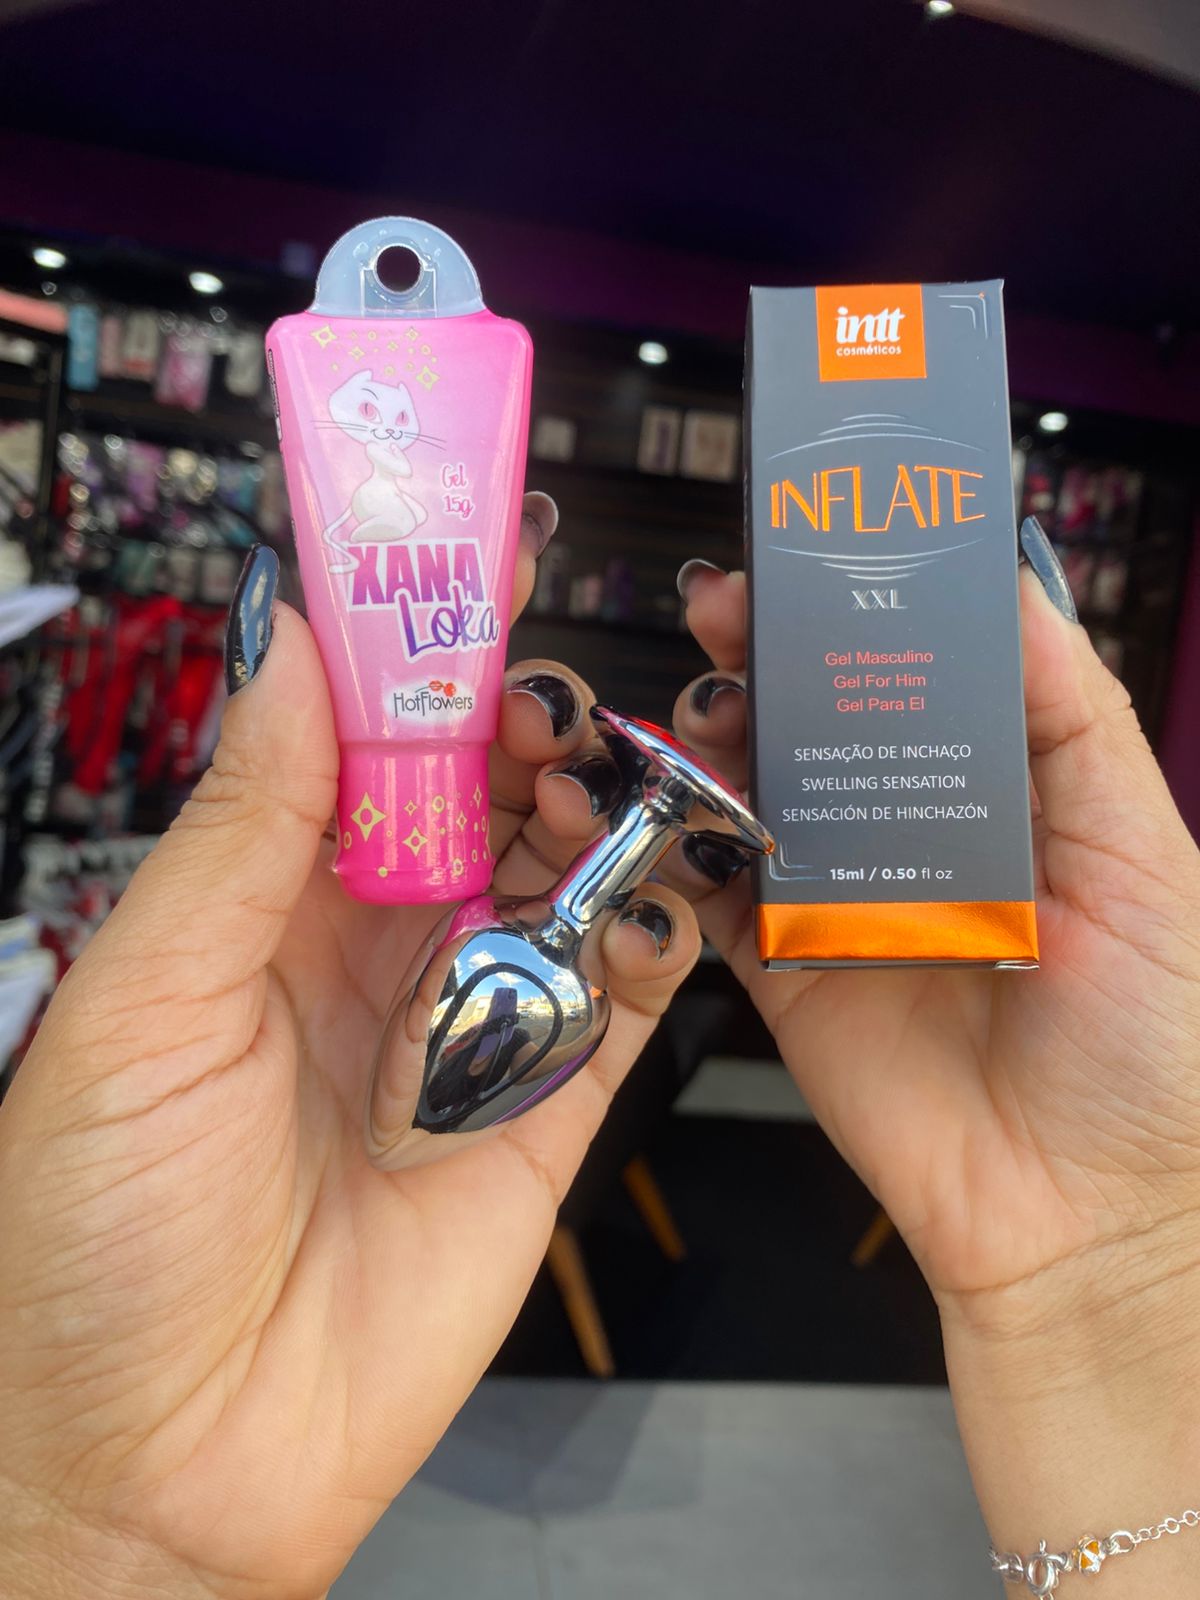 Gel
15g
XANA
Loka
HotFlowers
intt
cosméticos
INFLATE
XXL
Gel Masculino
Gel For Him
Gel Para El
SENSAÇÃO DE INCHAÇO
SWELLING SENSATION
SENSACIÓN DE HINCHAZÓN
15ml / 0.50 fl oz